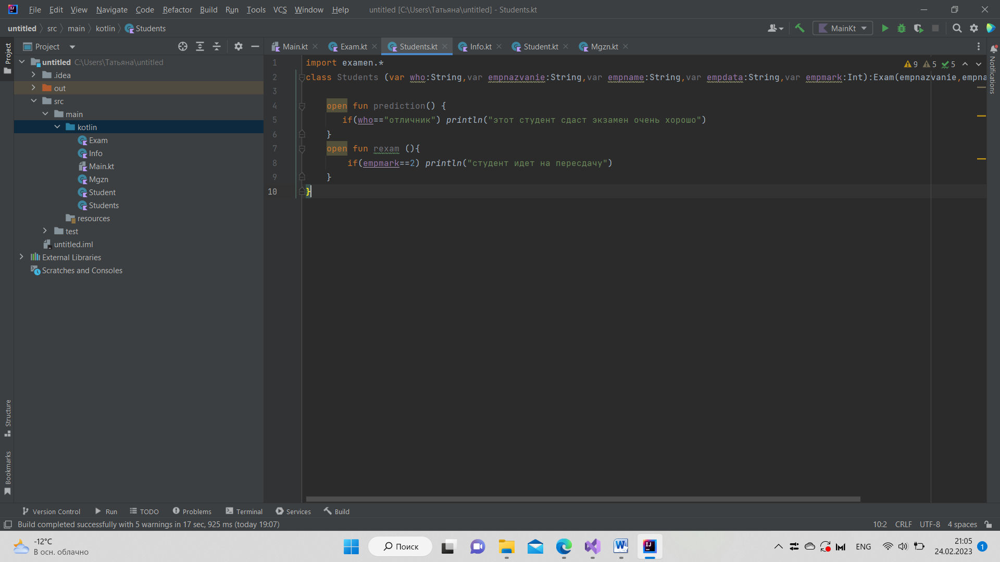 File Edit View Navigate Code Refactor Build Run Tools VCS Window Help untitled [C:\Users\Татьяна\untitled] - Students.kt
untitled src main kotlin Students MainKt
Project
Project Main.kt Exam.kt Students.kt Info.kt Student.kt Mgzn.kt
Notifications
untitled C:\Users\Татьяна\untitled
.idea
out
src
main
kotlin
Exam
Info
Main.kt
Mgzn
Student
Students
resources
test
untitled.iml
External Libraries
Scratches and Consoles
9 5 5
1 import examen.*
2 class Students (var who:String,var empnazvanie:String,var empname:String,var empdata:String,var empmark:Int):Exam(empnazvanie,empna
3
4 open fun prediction() {
5 if(who=="отличник") println("этот студент сдаст экзамен очень хорошо")
6 }
7 open fun rexam (){
8 if(empmark==2) println("студент идет на пересдачу")
9 }
10 }
Structure
Bookmarks
Version Control Run TODO Problems Terminal Services Build
Build completed successfully with 5 warnings in 17 sec, 925 ms (today 19:07) 10:2 CRLF UTF-8 4 spaces
-12°C
В осн. облачно
Поиск
ENG
21:05
24.02.2023
1